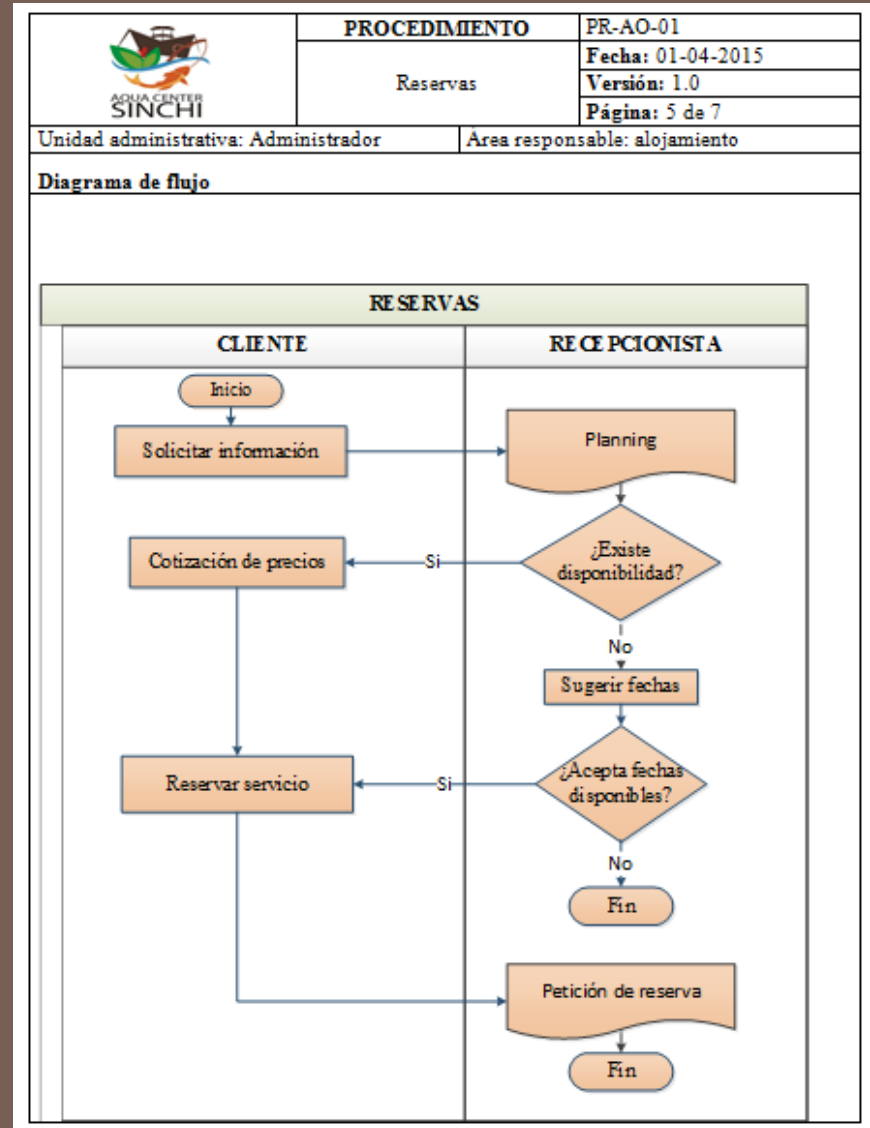 AQUA CENTER
SINCHI
PROCEDIMIENTO
Reservas
PR-AO-01
Fecha: 01-04-2015
Versión: 1.0
Página: 5 de 7
Unidad administrativa: Administrador
Área responsable: alojamiento
Diagrama de flujo
RESERVAS
CLIENTE
RECEPCIONISTA
Inicio
Solicitar información
Planning
¿Existe
disponibilidad?
Si
Cotización de precios
No
Sugerir fechas
¿Acepta fechas
disponibles?
Si
Reservar servicio
No
Fin
Petición de reserva
Fin